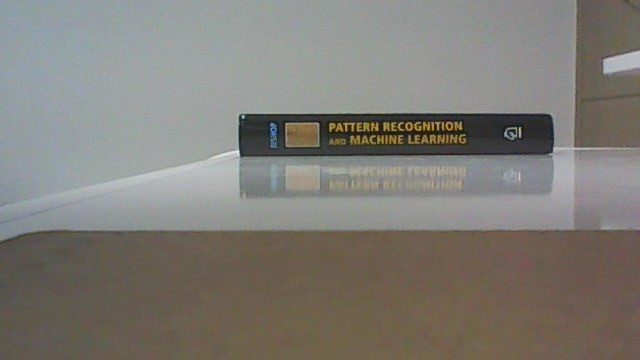 BISHOP
PATTERN RECOGNITION
AND MACHINE LEARNING